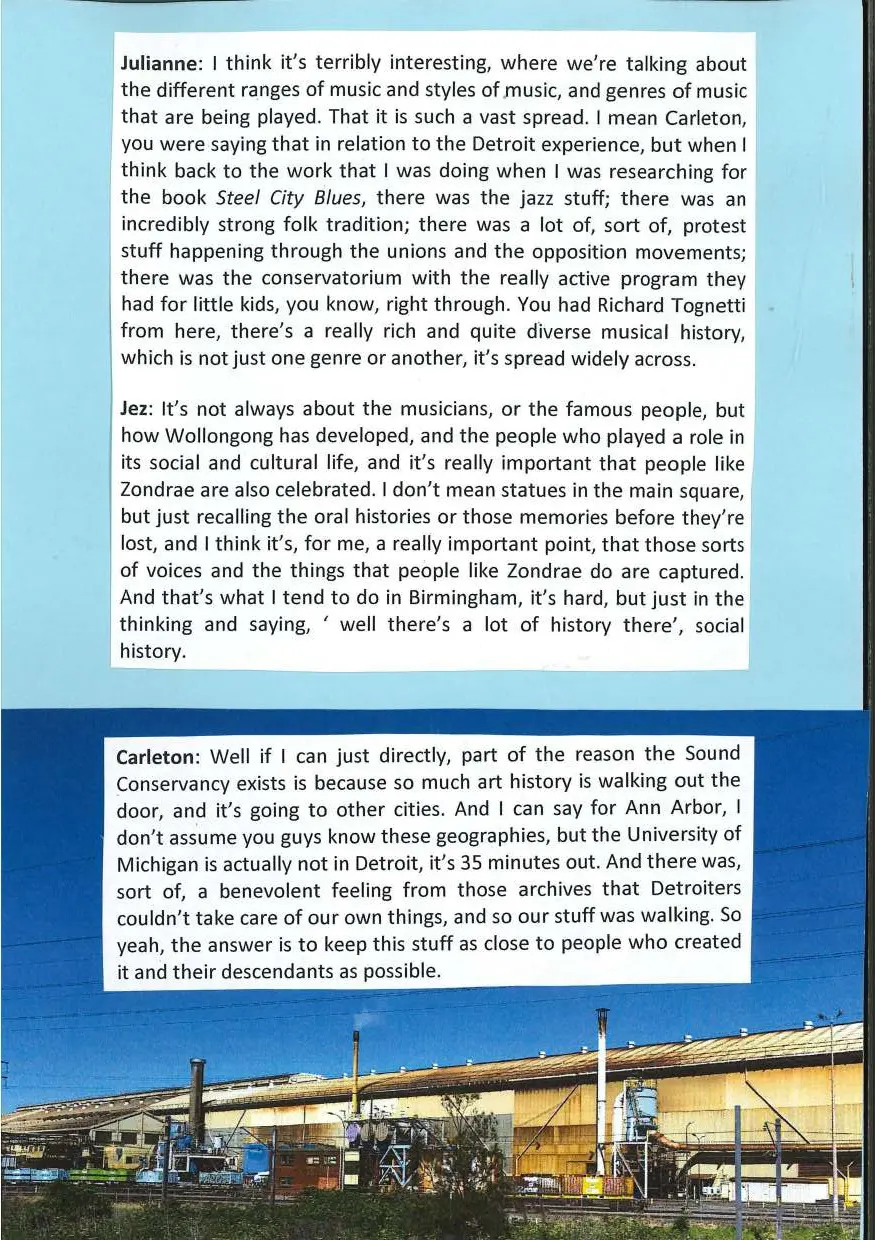 Julianne: I think it's terribly interesting, where we're talking about
the different ranges of music and styles of music, and genres of music
that are being played. That it is such a vast spread. I mean Carleton,
you were saying that in relation to the Detroit experience, but when I
think back to the work that I was doing when I was researching for
the book Steel City Blues, there was the jazz stuff; there was an
incredibly strong folk tradition; there was a lot of, sort of, protest
stuff happening through the unions and the opposition movements;
there was the conservatorium with the really active program they
had for little kids, you know, right through. You had Richard Tognetti
from here, there's a really rich and quite diverse musical history,
which is not just one genre or another, it's spread widely across.
Jez: It's not always about the musicians, or the famous people, but
how Wollongong has developed, and the people who played a role in
its social and cultural life, and it's really important that people like
Zondrae are also celebrated. I don't mean statues in the main square,
but just recalling the oral histories or those memories before they're
lost, and I think it's, for me, a really important point, that those sorts
of voices and the things that people like Zondrae do are captured.
And that's what I tend to do in Birmingham, it's hard, but just in the
thinking and saying, ‘ well there's a lot of history there’, social
history.
Carleton: Well if I can just directly, part of the reason the Sound
Conservancy exists is because so much art history is walking out the
door, and it's going to other cities. And I can say for Ann Arbor, I
don't assume you guys know these geographies, but the University of
Michigan is actually not in Detroit, it's 35 minutes out. And there was,
sort of, a benevolent feeling from those archives that Detroiters
couldn't take care of our own things, and so our stuff was walking. So
yeah, the answer is to keep this stuff as close to people who created
it and their descendants as possible.